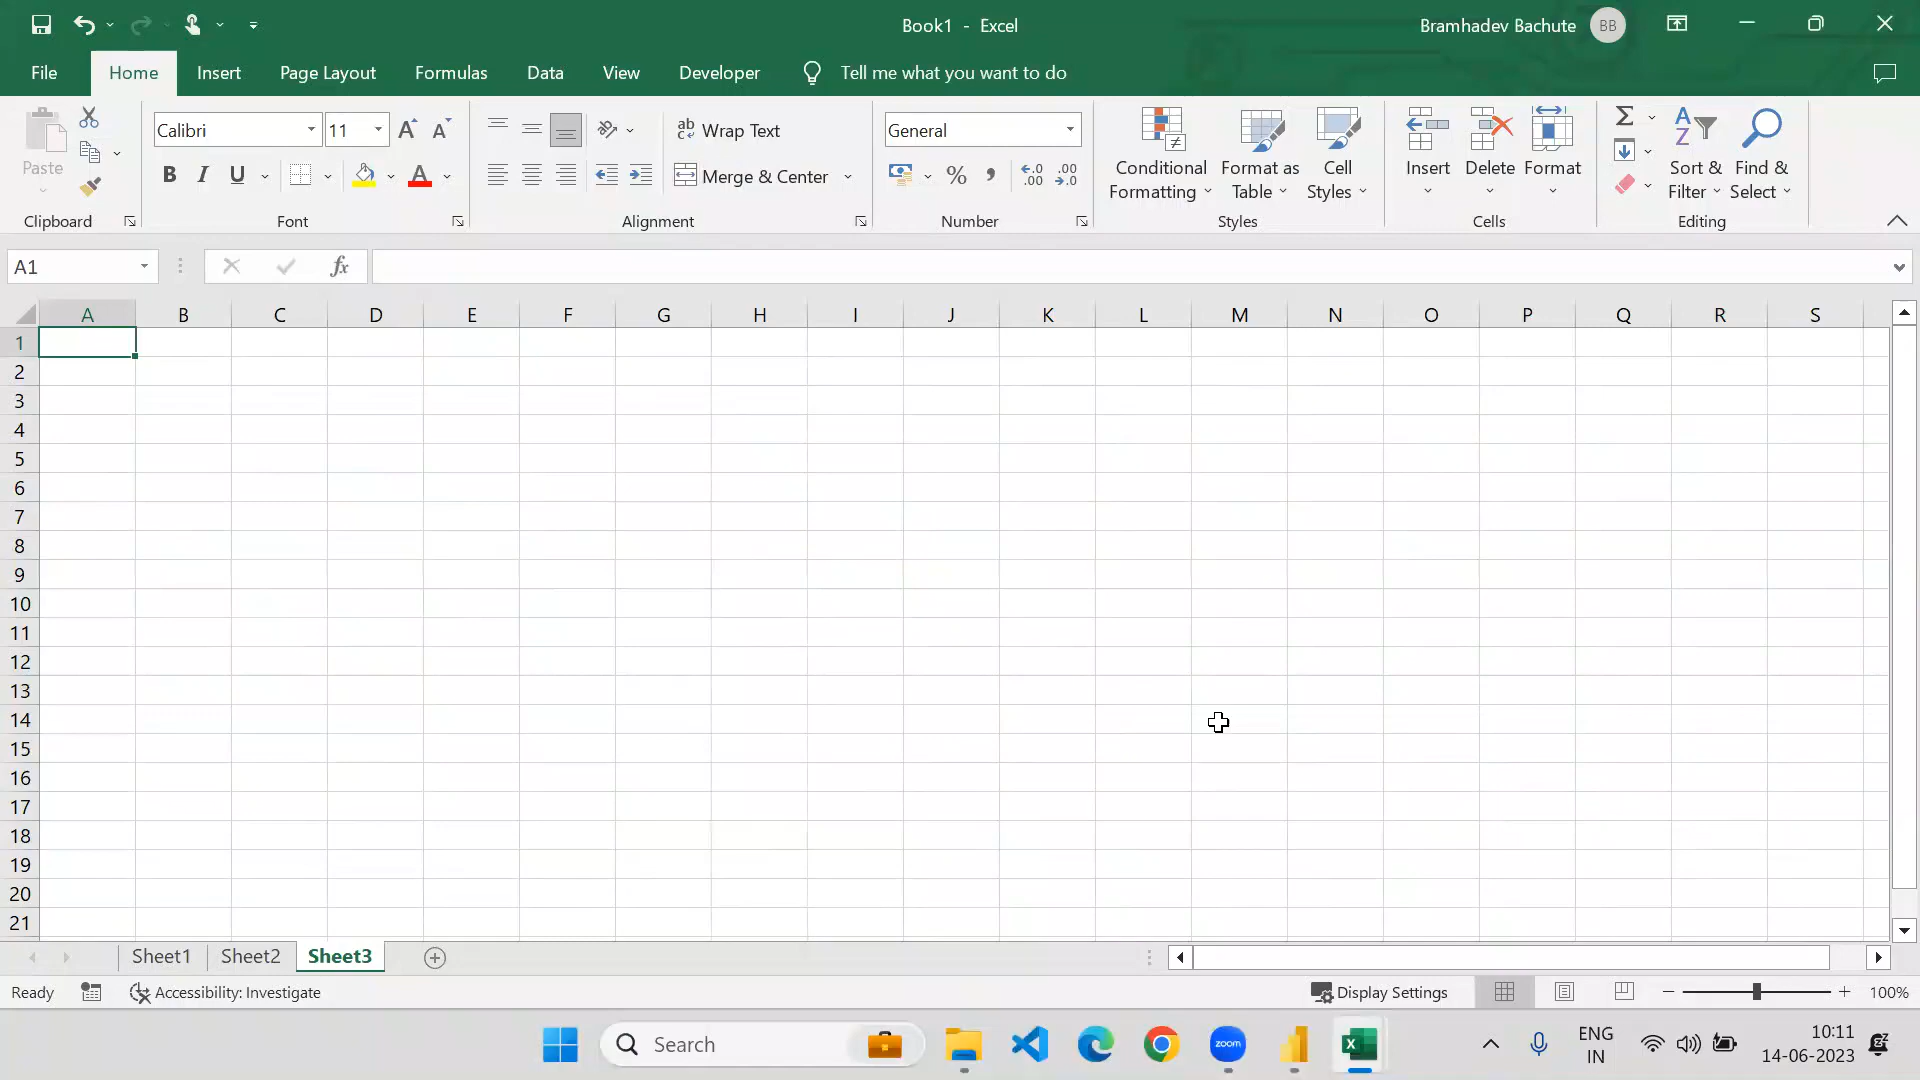 Book1 - Excel
Bramhadev Bachute
BB
File
Home
Insert
Page Layout
Formulas
Data
View
Developer
Tell me what you want to do
Paste
Clipboard
Calibri
11
B I U
A
Font
ab
Wrap Text
Merge & Center
Alignment
General
%
Number
Conditional Formatting
Format as Table
Cell Styles
Styles
Insert
Delete
Format
Cells
Sort & Filter
Find & Select
Editing
A1
fx
A B C D E F G H I J K L M N O P Q R S
1
2
3
4
5
6
7
8
9
10
11
12
13
14
15
16
17
18
19
20
21
Sheet1
Sheet2
Sheet3
Ready
Accessibility: Investigate
Display Settings
100%
Search
zoom
ENG
IN
10:11
14-06-2023